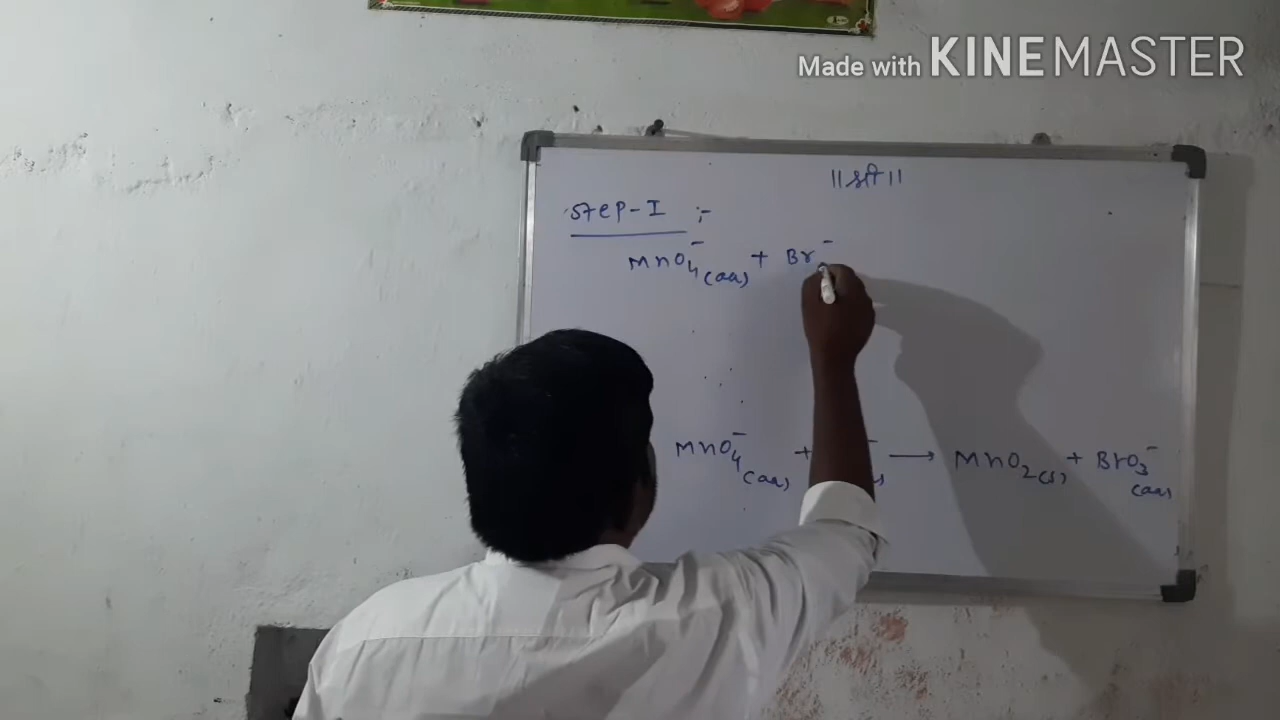 Made with KINEMASTER
॥ श्री ॥
Step-I :-
MnO₄⁻(aq) + Br⁻
MnO₄⁻(aq) + ⁻ → MnO₂(s) + BrO₃⁻(aq)